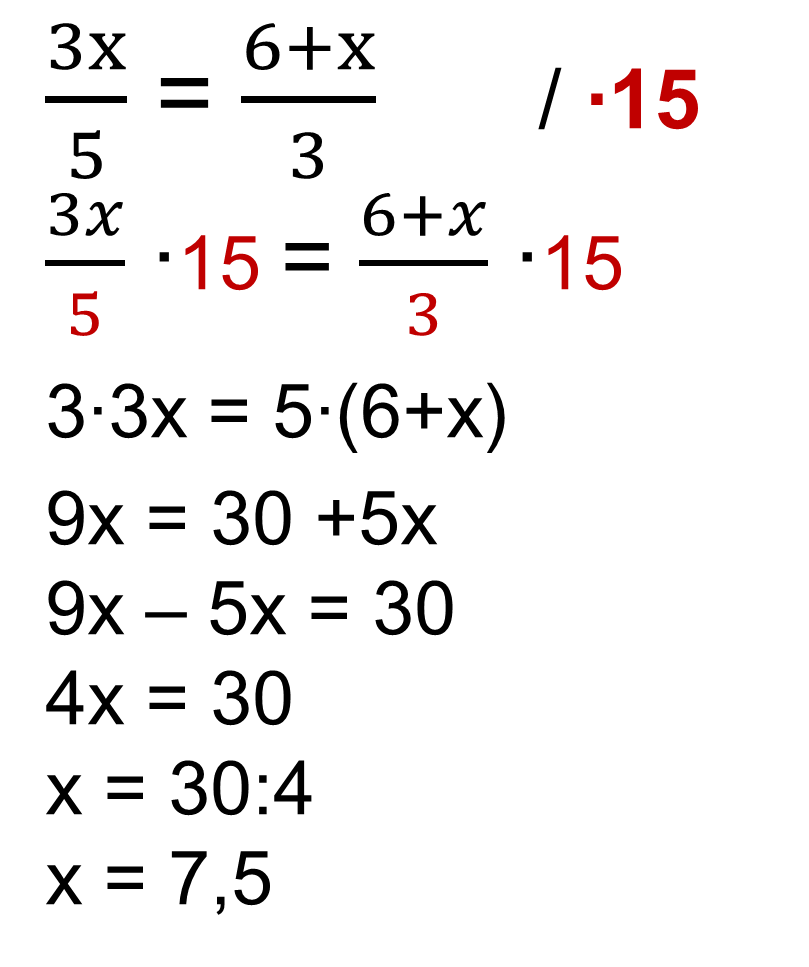 3x/5 = 6+x/3 / ·15
3x/5 ·15 = 6+x/3 ·15
3·3x = 5·(6+x)
9x = 30 +5x
9x – 5x = 30
4x = 30
x = 30:4
x = 7,5